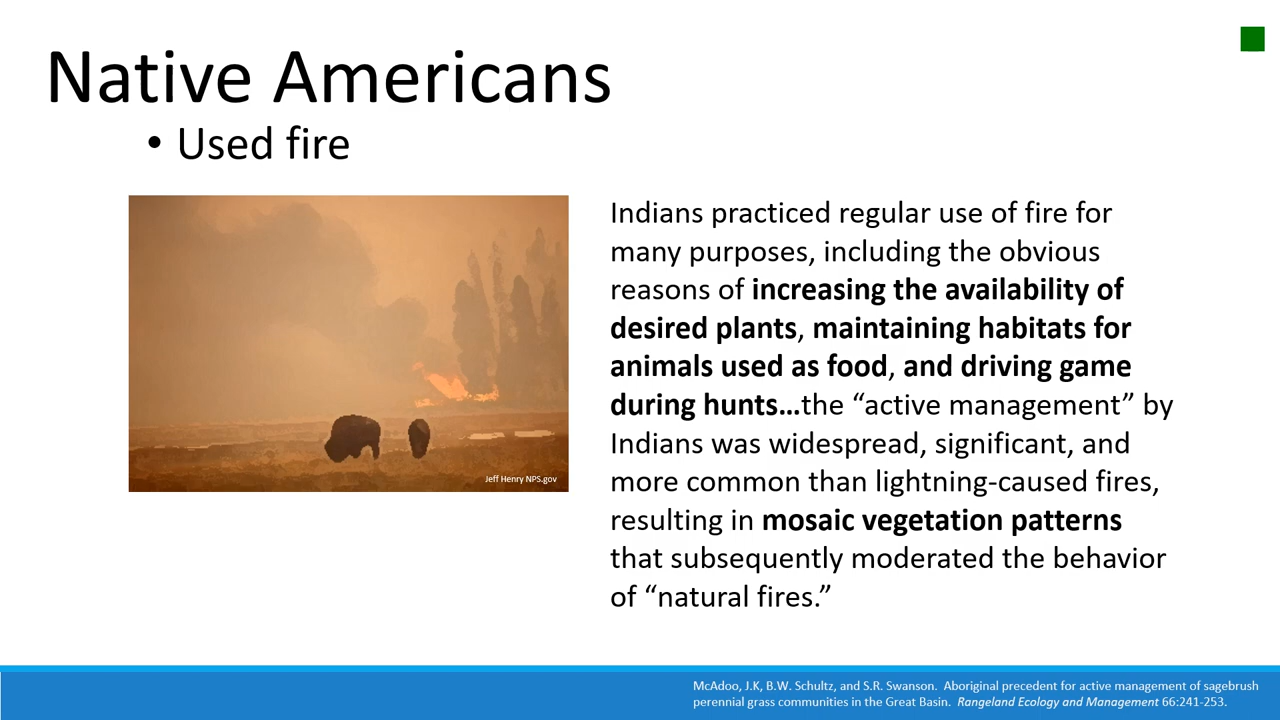 Native Americans
• Used fire
Indians practiced regular use of fire for
many purposes, including the obvious
reasons of increasing the availability of
desired plants, maintaining habitats for
animals used as food, and driving game
during hunts…the “active management” by
Indians was widespread, significant, and
more common than lightning-caused fires,
resulting in mosaic vegetation patterns
that subsequently moderated the behavior
of “natural fires.”
Jeff Henry NPS.gov
McAdoo, J.K, B.W. Schultz, and S.R. Swanson.  Aboriginal precedent for active management of sagebrush
perennial grass communities in the Great Basin.  Rangeland Ecology and Management 66:241-253.